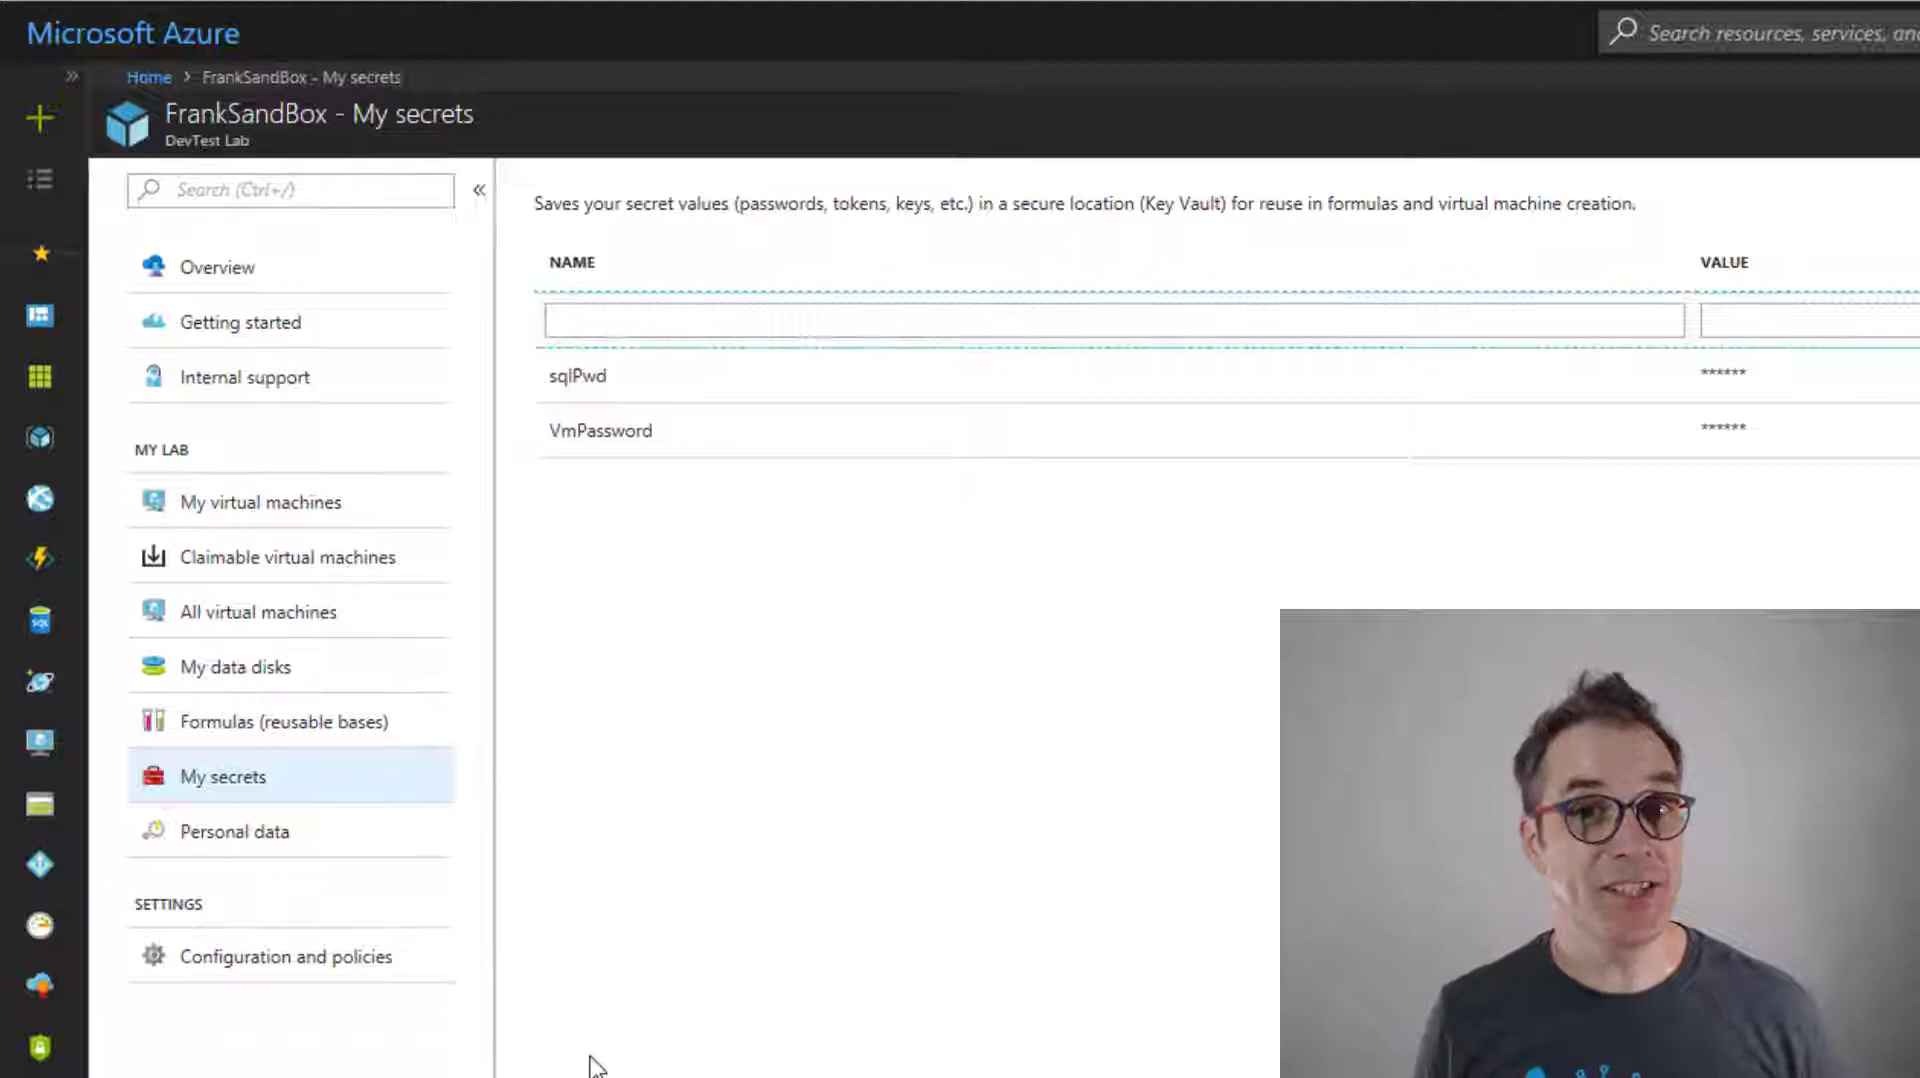 Microsoft Azure
Search resources, services, and
Home > FrankSandBox - My secrets
FrankSandBox - My secrets
DevTest Lab
Search (Ctrl+/)
Saves your secret values (passwords, tokens, keys, etc.) in a secure location (Key Vault) for reuse in formulas and virtual machine creation.
NAME
VALUE
sqlPwd
******
VmPassword
******
Overview
Getting started
Internal support
MY LAB
My virtual machines
Claimable virtual machines
All virtual machines
My data disks
Formulas (reusable bases)
My secrets
Personal data
SETTINGS
Configuration and policies
SQL